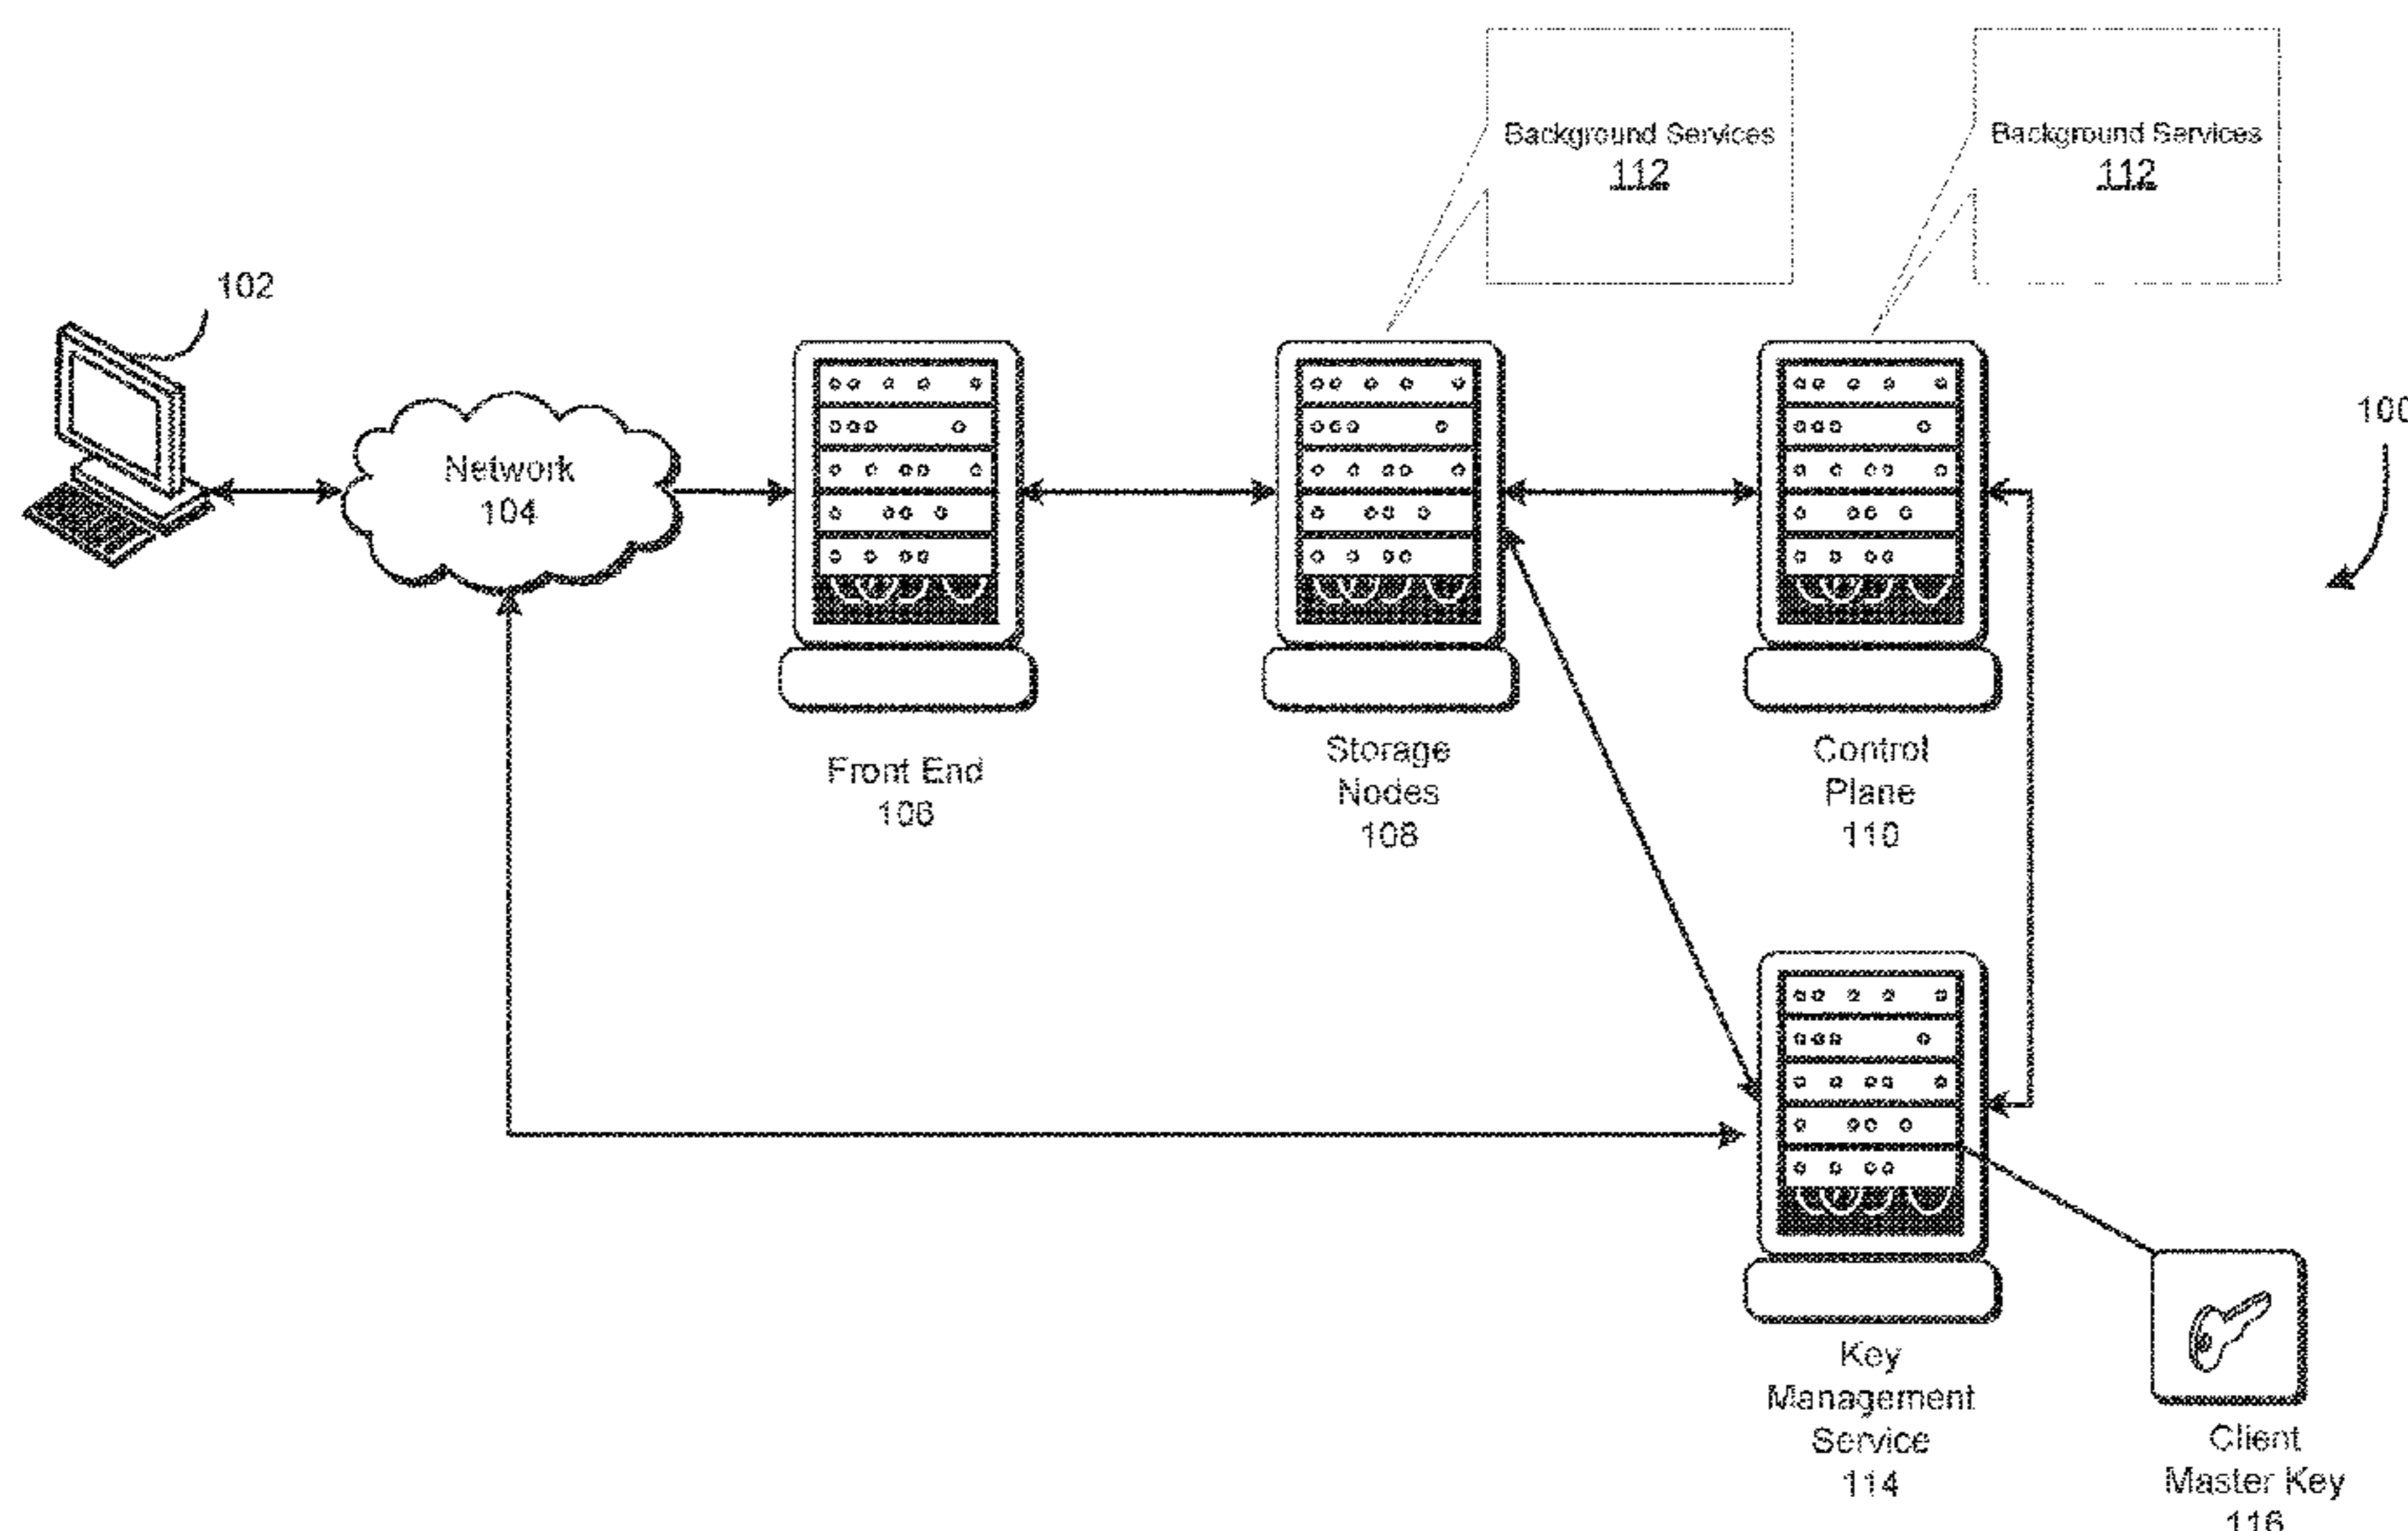 Background Services
112
Background Services
112
102
100
Network
104
Front End
106
Storage
Nodes
108
Control
Plane
110
Key
Management
Service
114
Client
Master Key
116